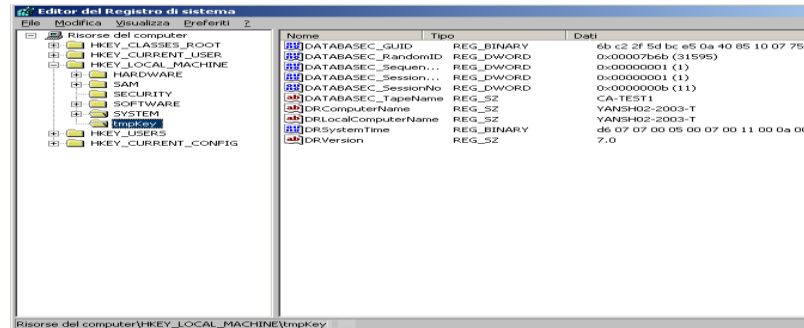 Editor del Registro di sistema
File Modifica Visualizza Preferiti ?
Risorse del computer
HKEY_CLASSES_ROOT
HKEY_CURRENT_USER
HKEY_LOCAL_MACHINE
HARDWARE
SAM
SECURITY
SOFTWARE
SYSTEM
tmpKey
HKEY_USERS
HKEY_CURRENT_CONFIG
Nome Tipo Dati
DATABASEC_GUID REG_BINARY 6b c2 2f 5d bc e5 0a 40 85 10 07 75
DATABASEC_RandomID REG_DWORD 0x00007b6b (31595)
DATABASEC_Sequen... REG_DWORD 0x00000001 (1)
DATABASEC_Session... REG_DWORD 0x00000001 (1)
DATABASEC_SessionNo REG_DWORD 0x0000000b (11)
DATABASEC_TapeName REG_SZ CA-TEST1
DRComputerName REG_SZ YANSH02-2003-T
DRLocalComputerName REG_SZ YANSH02-2003-T
DRSystemTime REG_BINARY d6 07 07 00 05 00 07 00 11 00 0a 00
DRVersion REG_SZ 7.0
Risorse del computer\HKEY_LOCAL_MACHINE\tmpKey